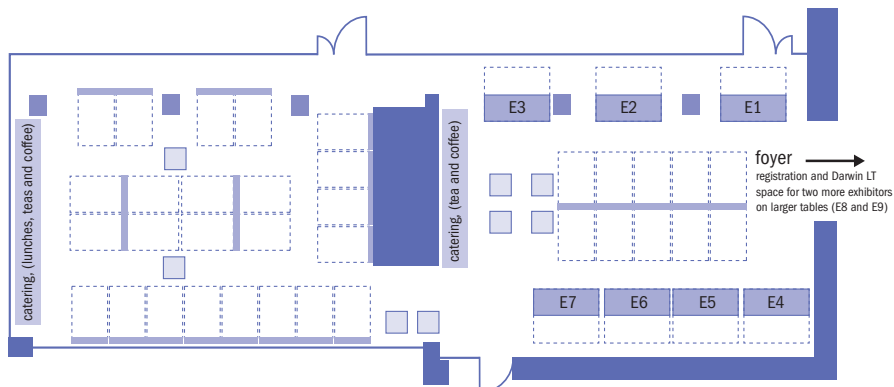 catering, (lunches, teas and coffee)
catering, (tea and coffee)
E3
E2
E1
foyer
registration and Darwin LT
space for two more exhibitors
on larger tables (E8 and E9)
E7
E6
E5
E4